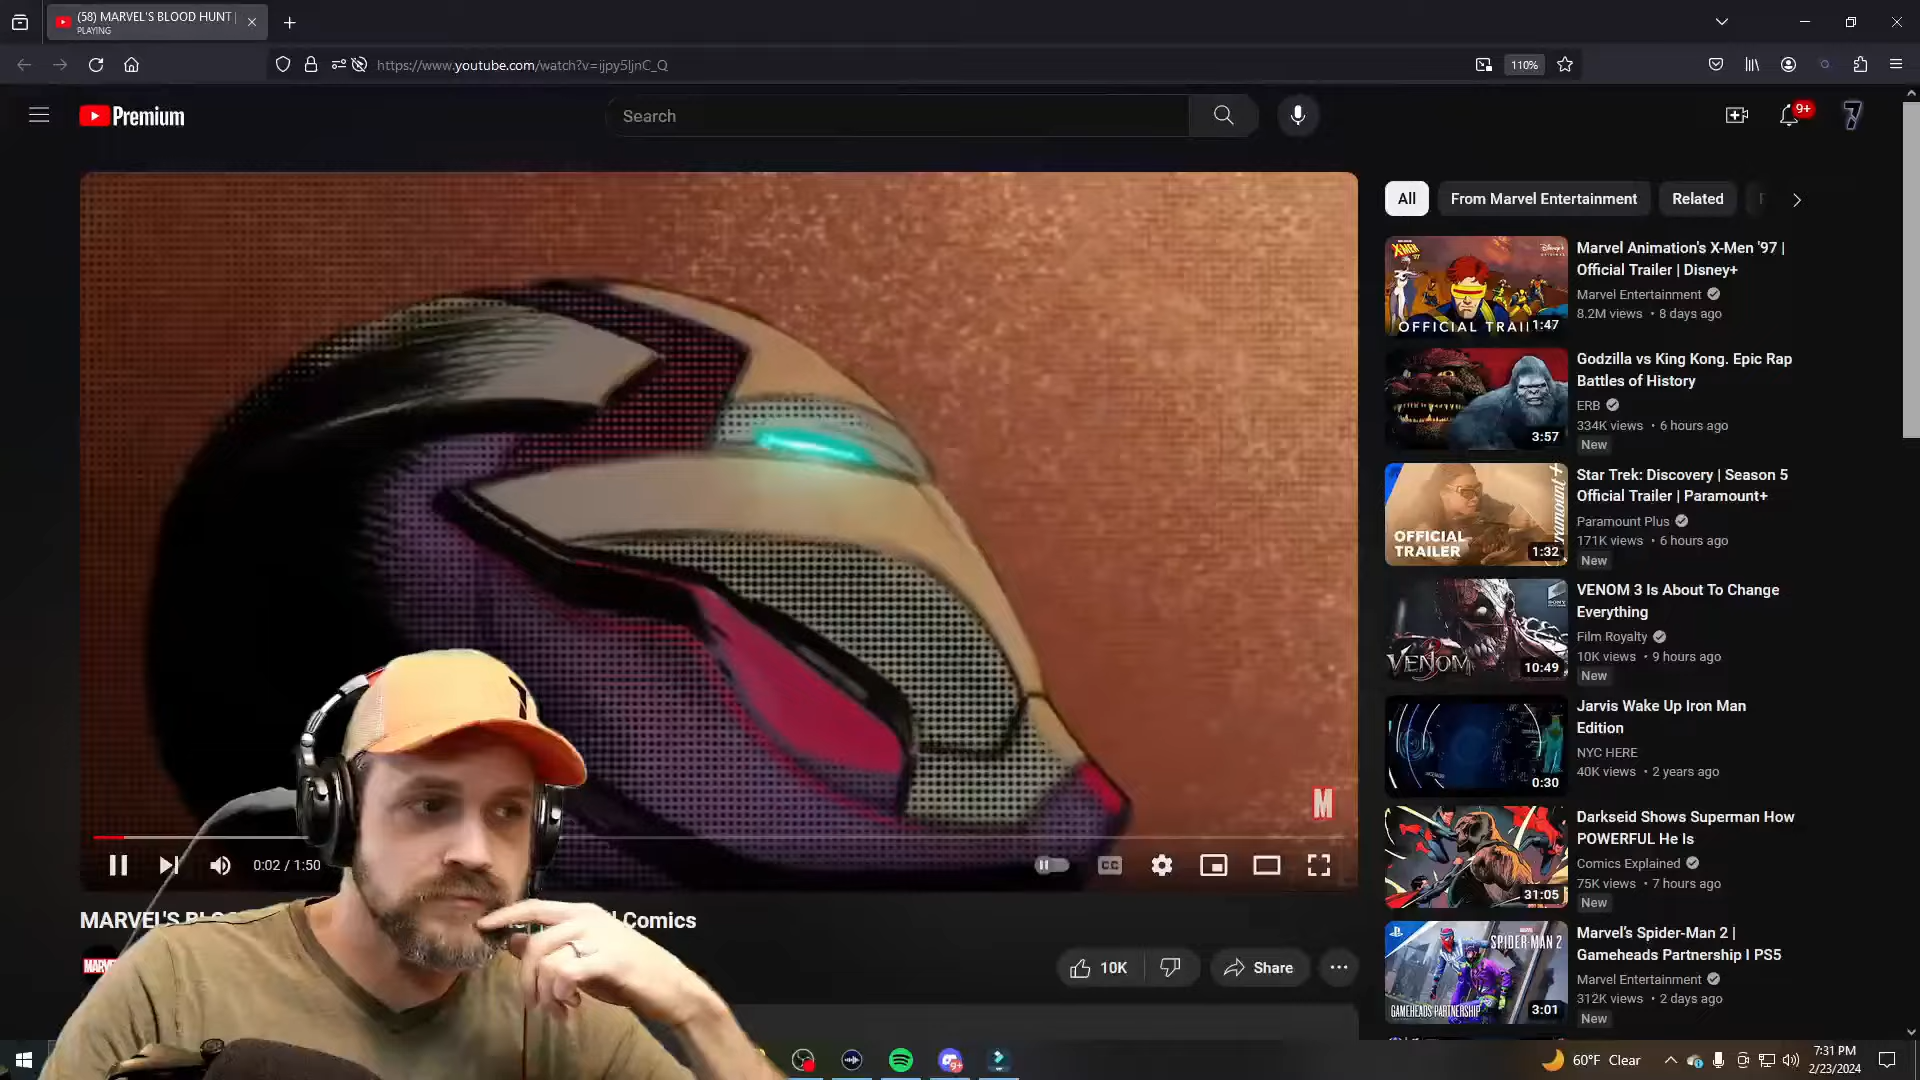 (58) MARVEL'S BLOOD HUNT |
PLAYING
https://www.youtube.com/watch?v=ijpy5ljnC_Q
110%
Premium
Search
9+
All
From Marvel Entertainment
Related
Marvel Animation's X-Men '97 |
Official Trailer | Disney+
Marvel Entertainment
8.2M views • 8 days ago
OFFICIAL TRAI
1:47
Godzilla vs King Kong. Epic Rap
Battles of History
ERB
334K views • 6 hours ago
New
3:57
Star Trek: Discovery | Season 5
Official Trailer | Paramount+
Paramount Plus
171K views • 6 hours ago
New
OFFICIAL
TRAILER
1:32
VENOM 3 Is About To Change
Everything
Film Royalty
10K views • 9 hours ago
New
VENOM
10:49
Jarvis Wake Up Iron Man
Edition
NYC HERE
40K views • 2 years ago
0:30
Darkseid Shows Superman How
POWERFUL He Is
Comics Explained
75K views • 7 hours ago
New
31:05
Marvel's Spider-Man 2 |
Gameheads Partnership I PS5
Marvel Entertainment
312K views • 2 days ago
New
SPIDER-MAN 2
GAMEHEADS PARTNERSHIP
3:01
M
0:02 / 1:50
CC
MARVEL'S
Comics
MARV
10K
Share
60°F Clear
7:31 PM
2/23/2024